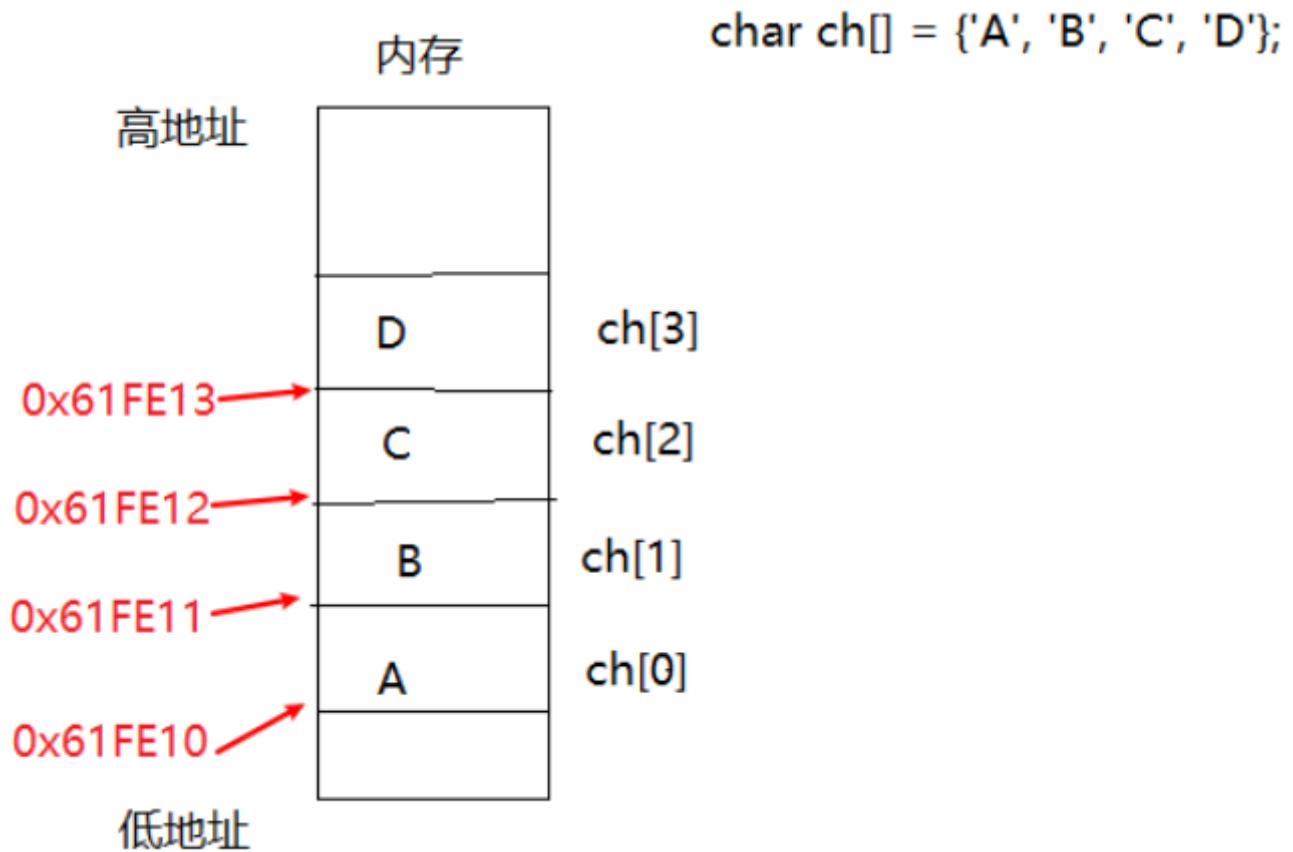 char ch[] = {'A', 'B', 'C', 'D'};
内存
高地址
D
ch[3]
0x61FE13
C
ch[2]
0x61FE12
B
ch[1]
0x61FE11
A
ch[0]
0x61FE10
低地址